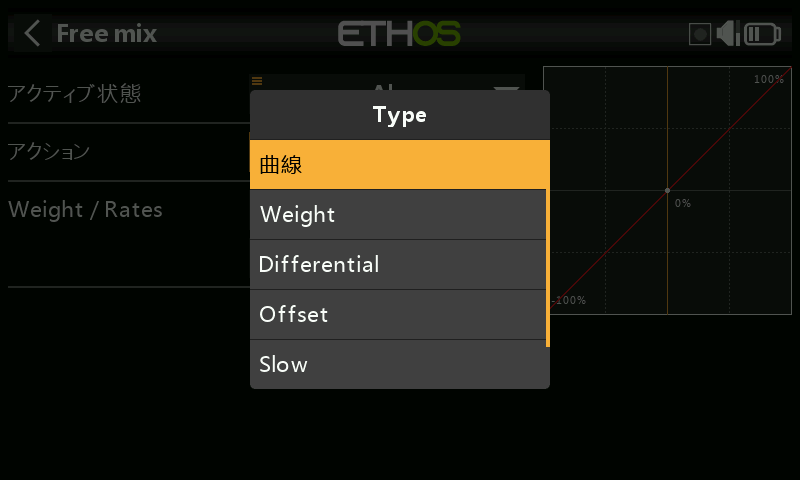 Free mix
ETHOS
アクティブ状態
アクション
Weight / Rates
Type
曲線
Weight
Differential
Offset
Slow
100%
0%
-100%